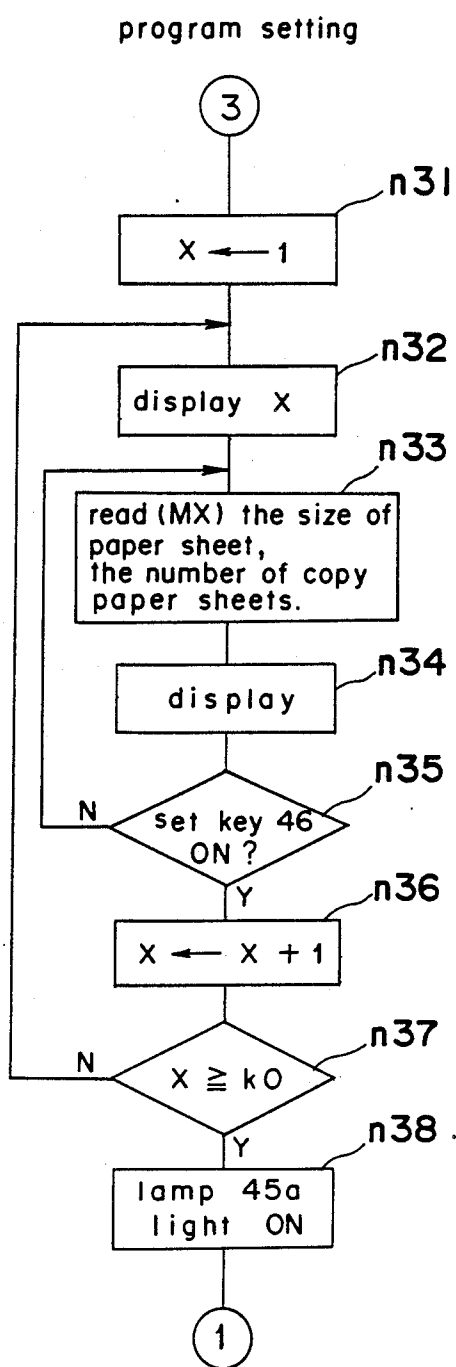 program setting
3
n31
X ← 1
n32
display X
n33
read (MX) the size of
paper sheet,
the number of copy
paper sheets.
n34
display
n35
set key 46
ON ?
N
Y
n36
X ← X + 1
n37
X ≧ k0
N
Y
n38
lamp 45a
light ON
1